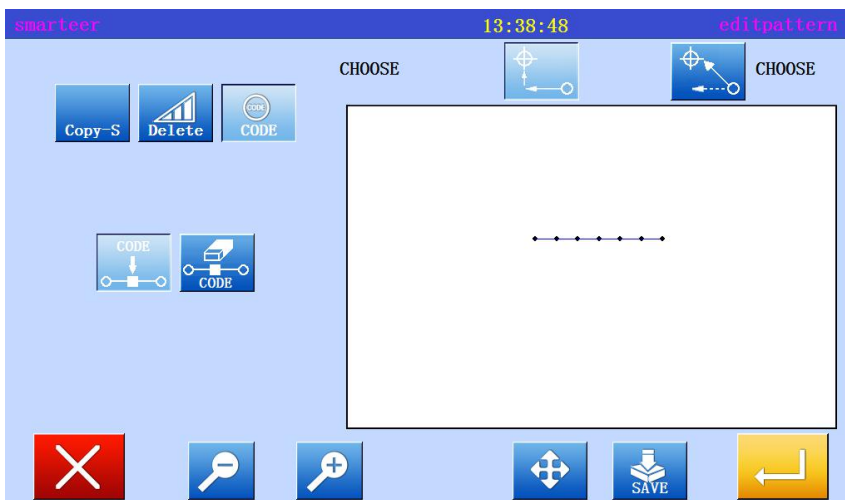 smarteer 13:38:48 editpattern
CHOOSE CHOOSE
Copy-S Delete CODE CODE
CODE
CODE
SAVE